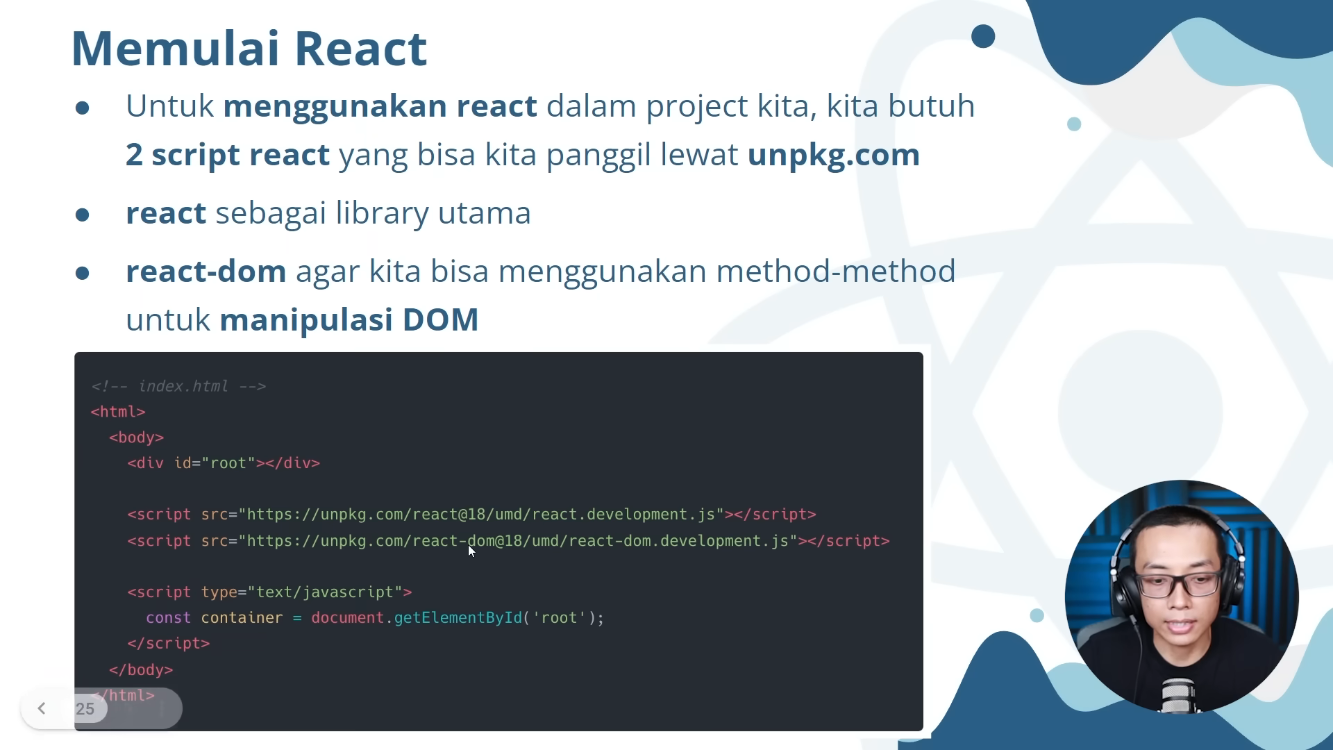 Memulai React
● Untuk menggunakan react dalam project kita, kita butuh
2 script react yang bisa kita panggil lewat unpkg.com
● react sebagai library utama
● react-dom agar kita bisa menggunakan method-method
untuk manipulasi DOM
<!-- index.html -->
<html>
<body>
<div id="root"></div>
<script src="https://unpkg.com/react@18/umd/react.development.js"></script>
<script src="https://unpkg.com/react-dom@18/umd/react-dom.development.js"></script>
<script type="text/javascript">
const container = document.getElementById('root');
</script>
</body>
</html>
25